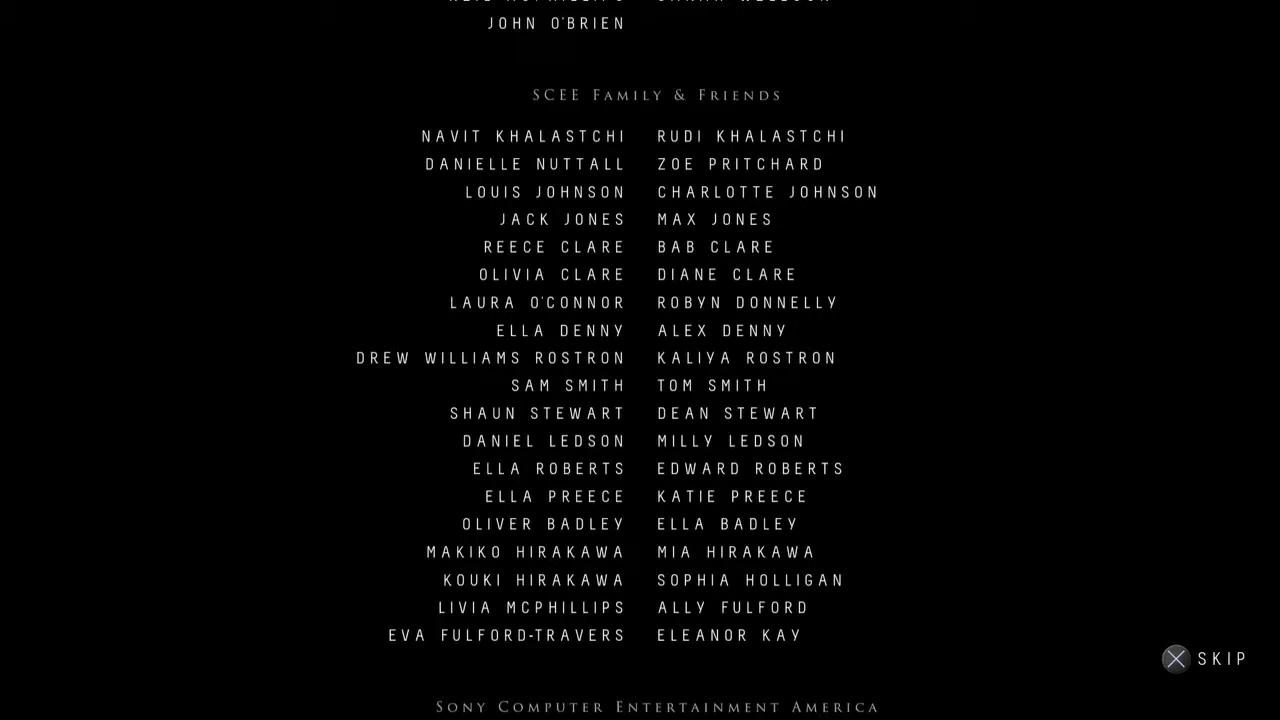 JOHN O'BRIEN
SCEE FAMILY & FRIENDS
NAVIT KHALASTCHI RUDI KHALASTCHI
DANIELLE NUTTALL ZOE PRITCHARD
LOUIS JOHNSON CHARLOTTE JOHNSON
JACK JONES MAX JONES
REECE CLARE BAB CLARE
OLIVIA CLARE DIANE CLARE
LAURA O'CONNOR ROBYN DONNELLY
ELLA DENNY ALEX DENNY
DREW WILLIAMS ROSTRON KALIYA ROSTRON
SAM SMITH TOM SMITH
SHAUN STEWART DEAN STEWART
DANIEL LEDSON MILLY LEDSON
ELLA ROBERTS EDWARD ROBERTS
ELLA PREECE KATIE PREECE
OLIVER BADLEY ELLA BADLEY
MAKIKO HIRAKAWA MIA HIRAKAWA
KOUKI HIRAKAWA SOPHIA HOLLIGAN
LIVIA MCPHILLIPS ALLY FULFORD
EVA FULFORD-TRAVERS ELEANOR KAY
SKIP
SONY COMPUTER ENTERTAINMENT AMERICA